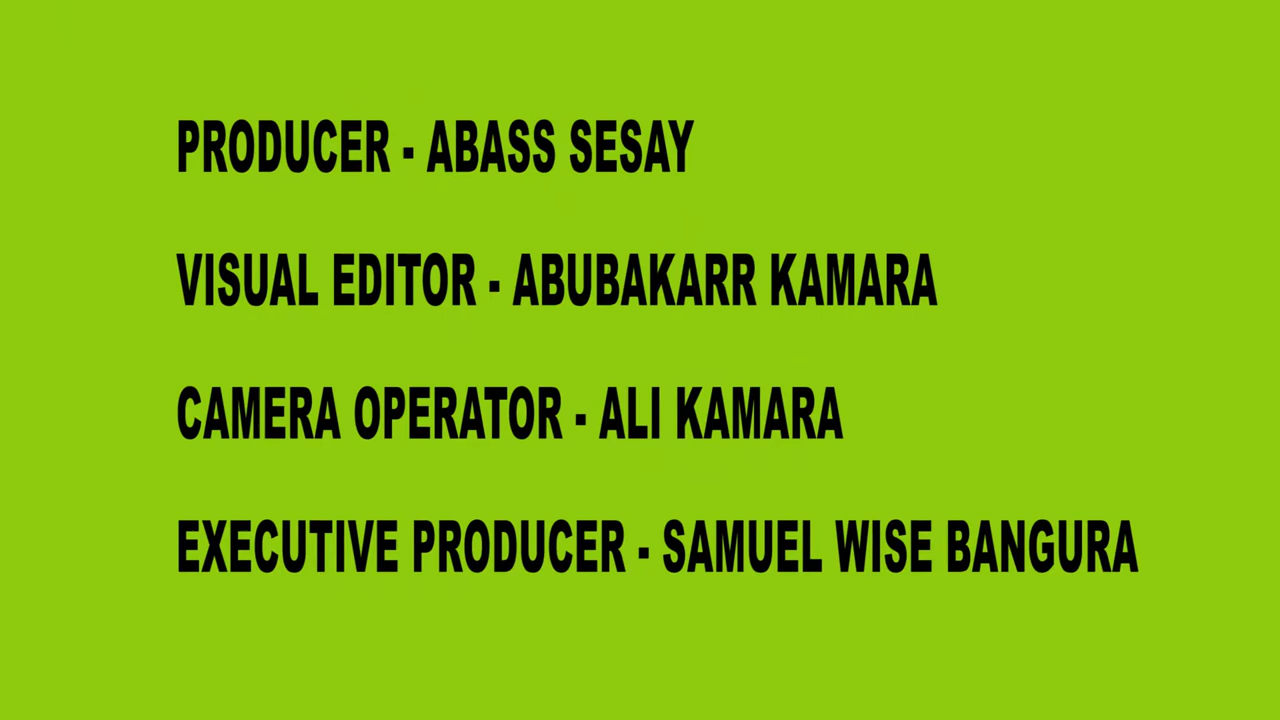 PRODUCER - ABASS SESAY
VISUAL EDITOR - ABUBAKARR KAMARA
CAMERA OPERATOR - ALI KAMARA
EXECUTIVE PRODUCER - SAMUEL WISE BANGURA